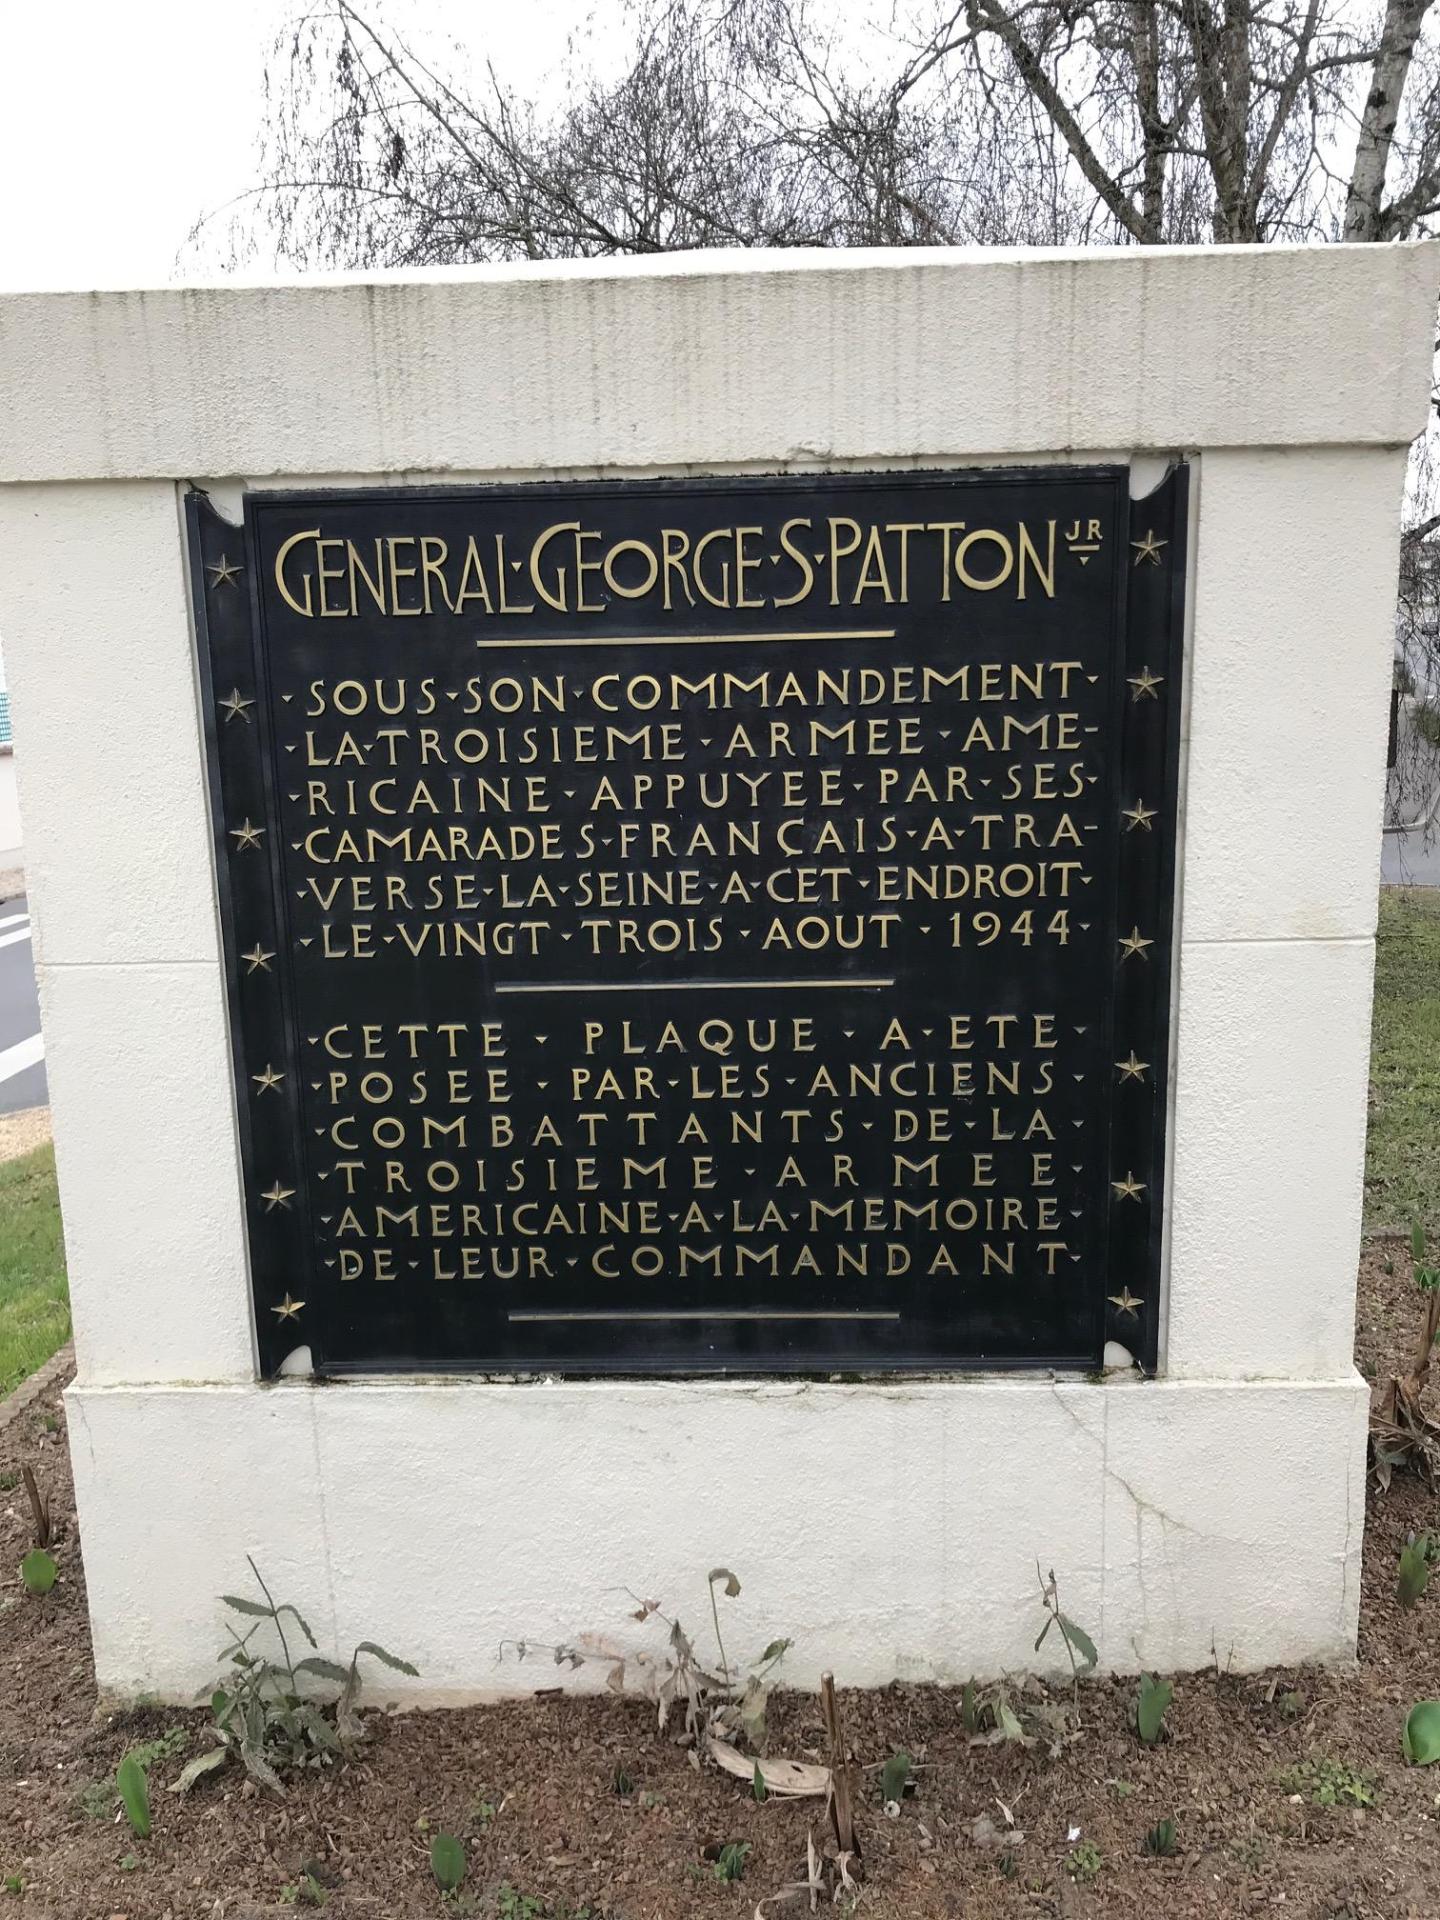 GENERAL·GEORGE·S·PATTON JR
·SOUS·SON·COMMANDEMENT·
·LA·TROISIEME·ARMEE·AME-
·RICAINE·APPUYEE·PAR·SES·
·CAMARADES·FRANÇAIS·A·TRA-
·VERSE·LA·SEINE·A·CET·ENDROIT·
·LE·VINGT·TROIS·AOUT·1944·
·CETTE·PLAQUE·A·ETE·
·POSEE·PAR·LES·ANCIENS·
·COMBATTANTS·DE·LA·
·TROISIEME·ARMEE·
·AMERICAINE·A·LA·MEMOIRE·
·DE·LEUR·COMMANDANT·